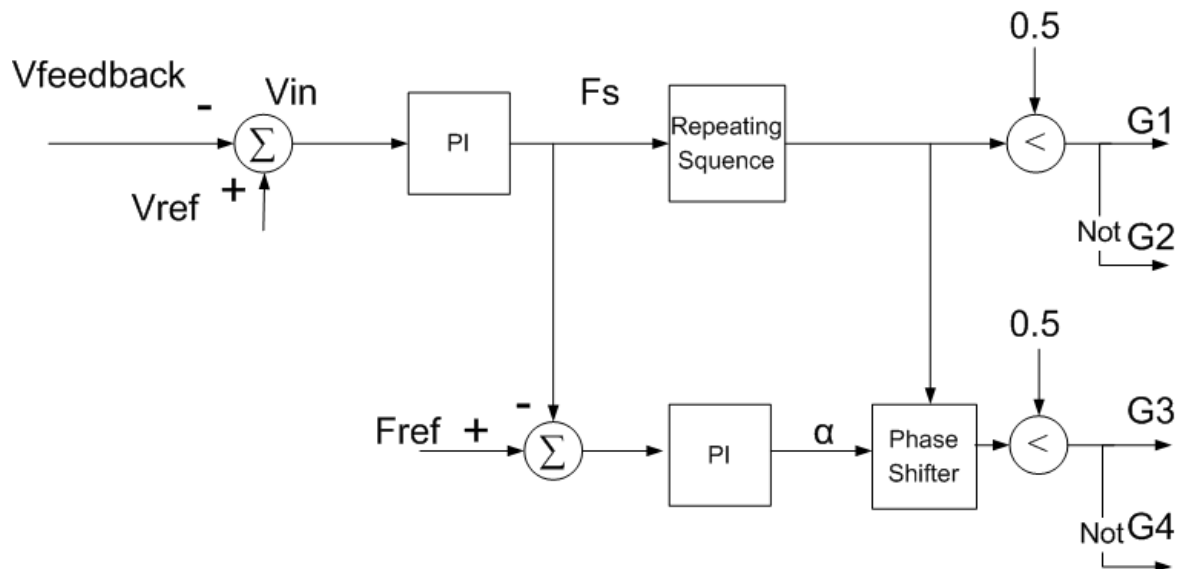 0.5
Vfeedback
-
Vin
Fs
G1
∑
PI
Repeating
Squence
<
+
Vref
Not
G2
0.5
Fref
+
-
∑
PI
α
Phase
Shifter
<
G3
Not
G4